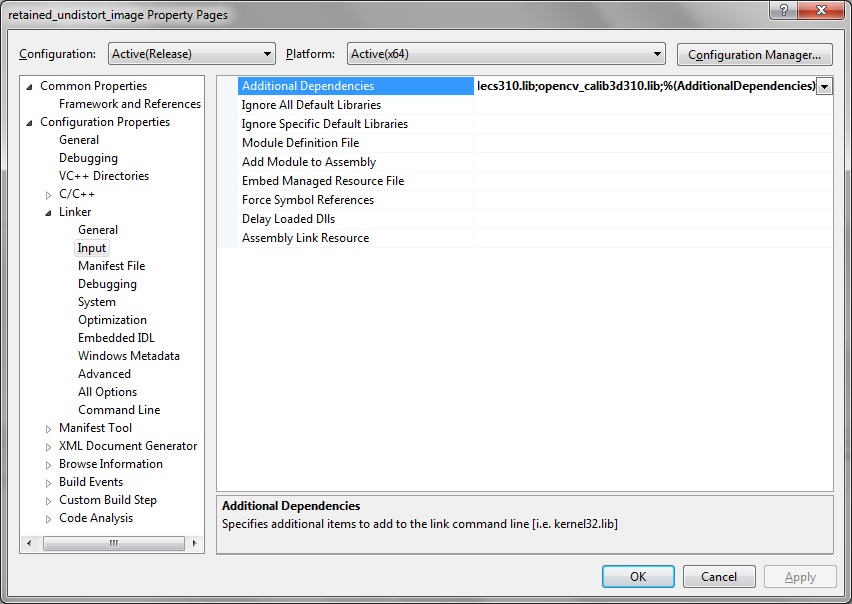 retained_undistort_image Property Pages
Configuration: Active(Release) Platform: Active(x64) Configuration Manager...
Common Properties
Framework and References
Configuration Properties
General
Debugging
VC++ Directories
C/C++
Linker
General
Input
Manifest File
Debugging
System
Optimization
Embedded IDL
Windows Metadata
Advanced
All Options
Command Line
Manifest Tool
XML Document Generator
Browse Information
Build Events
Custom Build Step
Code Analysis
Additional Dependencies lecs310.lib;opencv_calib3d310.lib;%(AdditionalDependencies)
Ignore All Default Libraries
Ignore Specific Default Libraries
Module Definition File
Add Module to Assembly
Embed Managed Resource File
Force Symbol References
Delay Loaded Dlls
Assembly Link Resource
Additional Dependencies
Specifies additional items to add to the link command line [i.e. kernel32.lib]
OK Cancel Apply